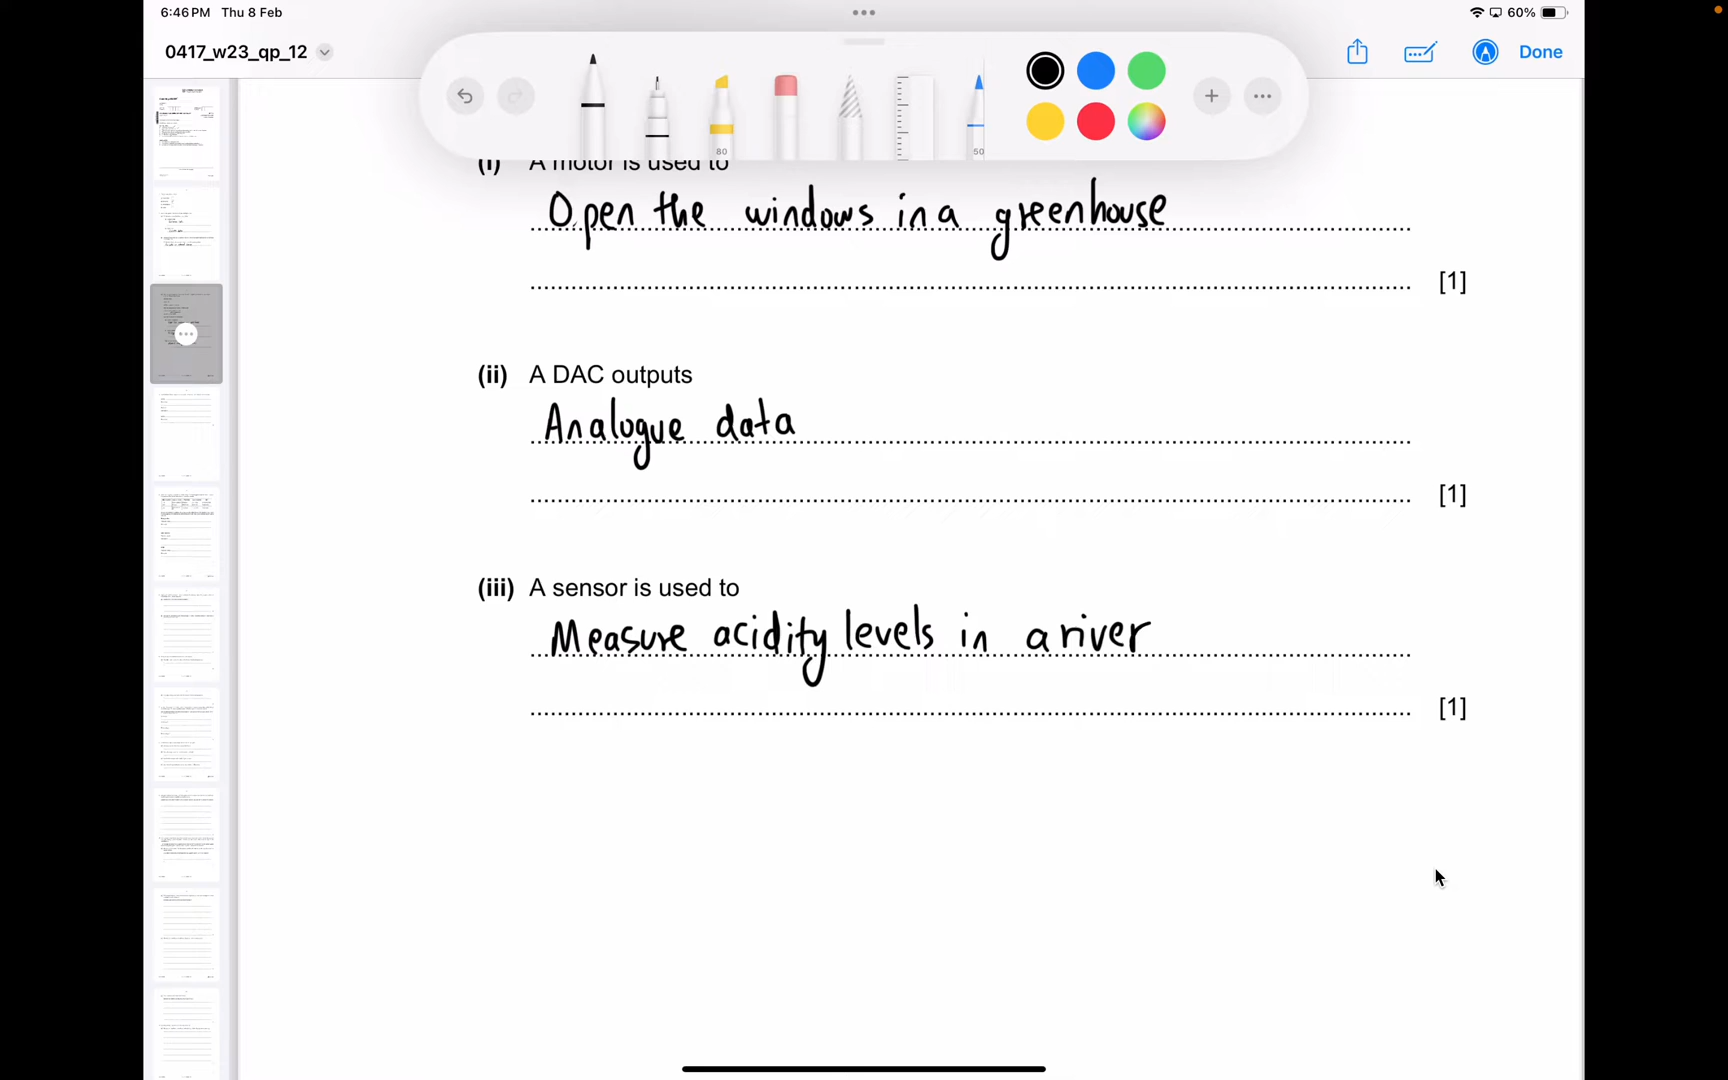 6:46 PM Thu 8 Feb
60%
0417_w23_qp_12
Done
80
50
(i) A motor is used to
Open the windows in a greenhouse
[1]
(ii) A DAC outputs
Analogue data
[1]
(iii) A sensor is used to
Measure acidity levels in a river
[1]